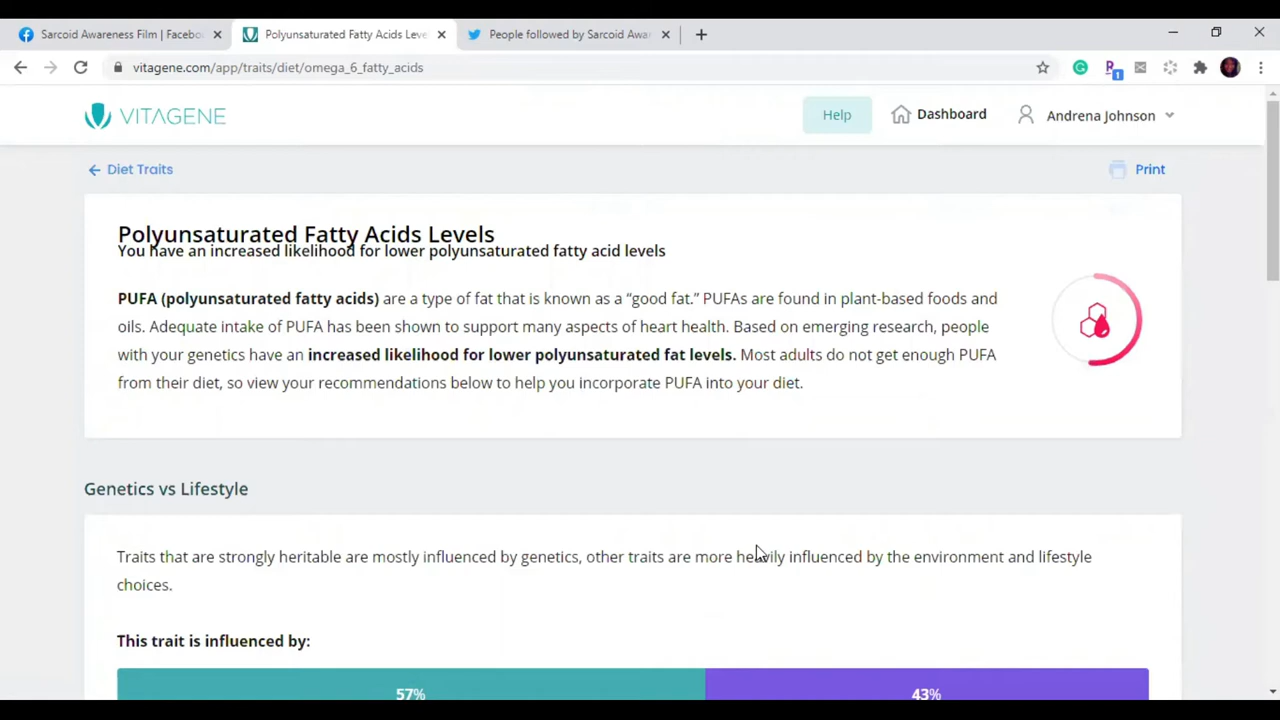 Sarcoid Awareness Film | Facebo
Polyunsaturated Fatty Acids Leve
People followed by Sarcoid Awar
vitagene.com/app/traits/diet/omega_6_fatty_acids
1
VITAGENE
Help
Dashboard
Andrena Johnson
Diet Traits
Print
Polyunsaturated Fatty Acids Levels
You have an increased likelihood for lower polyunsaturated fatty acid levels
PUFA (polyunsaturated fatty acids) are a type of fat that is known as a “good fat.” PUFAs are found in plant-based foods and
oils. Adequate intake of PUFA has been shown to support many aspects of heart health. Based on emerging research, people
with your genetics have an increased likelihood for lower polyunsaturated fat levels. Most adults do not get enough PUFA
from their diet, so view your recommendations below to help you incorporate PUFA into your diet.
Genetics vs Lifestyle
Traits that are strongly heritable are mostly influenced by genetics, other traits are more heavily influenced by the environment and lifestyle
choices.
This trait is influenced by:
57%
43%